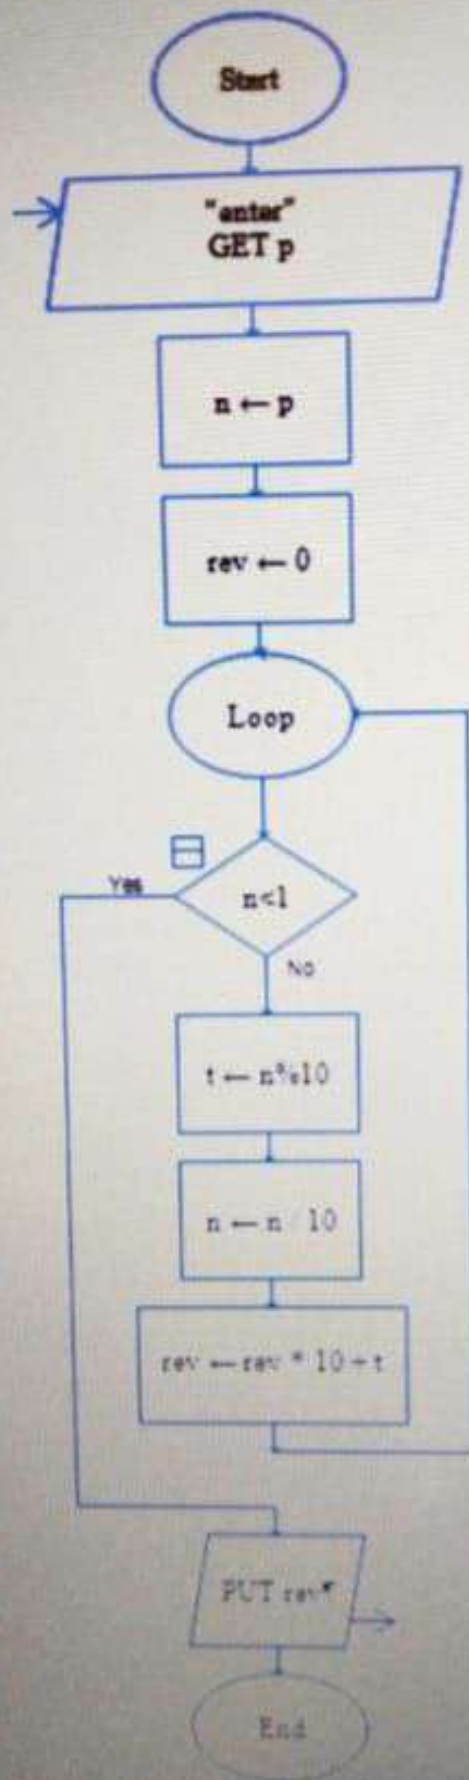 Start
"enter"
GET p
n ← p
rev ← 0
Loop
Yes
n<1
No
t ← n%10
n ← n / 10
rev ← rev * 10 + t
PUT rev¶
End